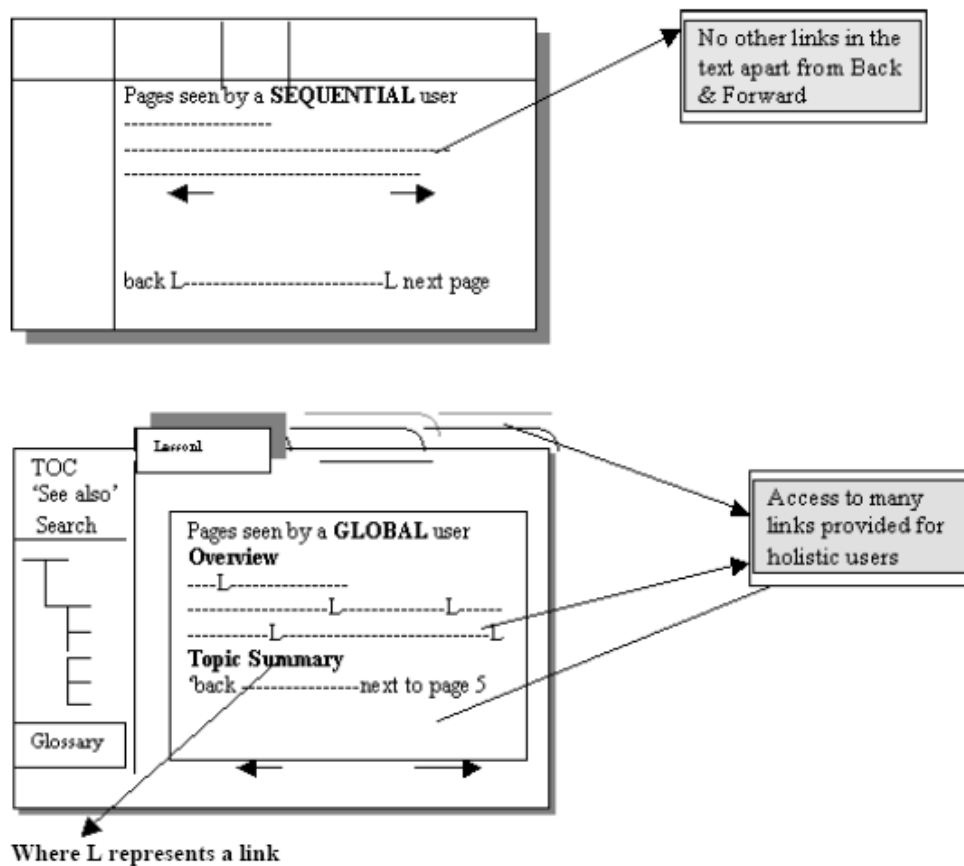 No other links in the
text apart from Back
& Forward
Pages seen by a SEQUENTIAL user
back L-----------------------------L next page
Lesson1
TOC
‘See also’
Search
Glossary
Pages seen by a GLOBAL user
Overview
----L----------------
--------------------L---------------L------
-----------L------------------------------L
Topic Summary
‘back -----------------next to page 5
Access to many
links provided for
holistic users
Where L represents a link